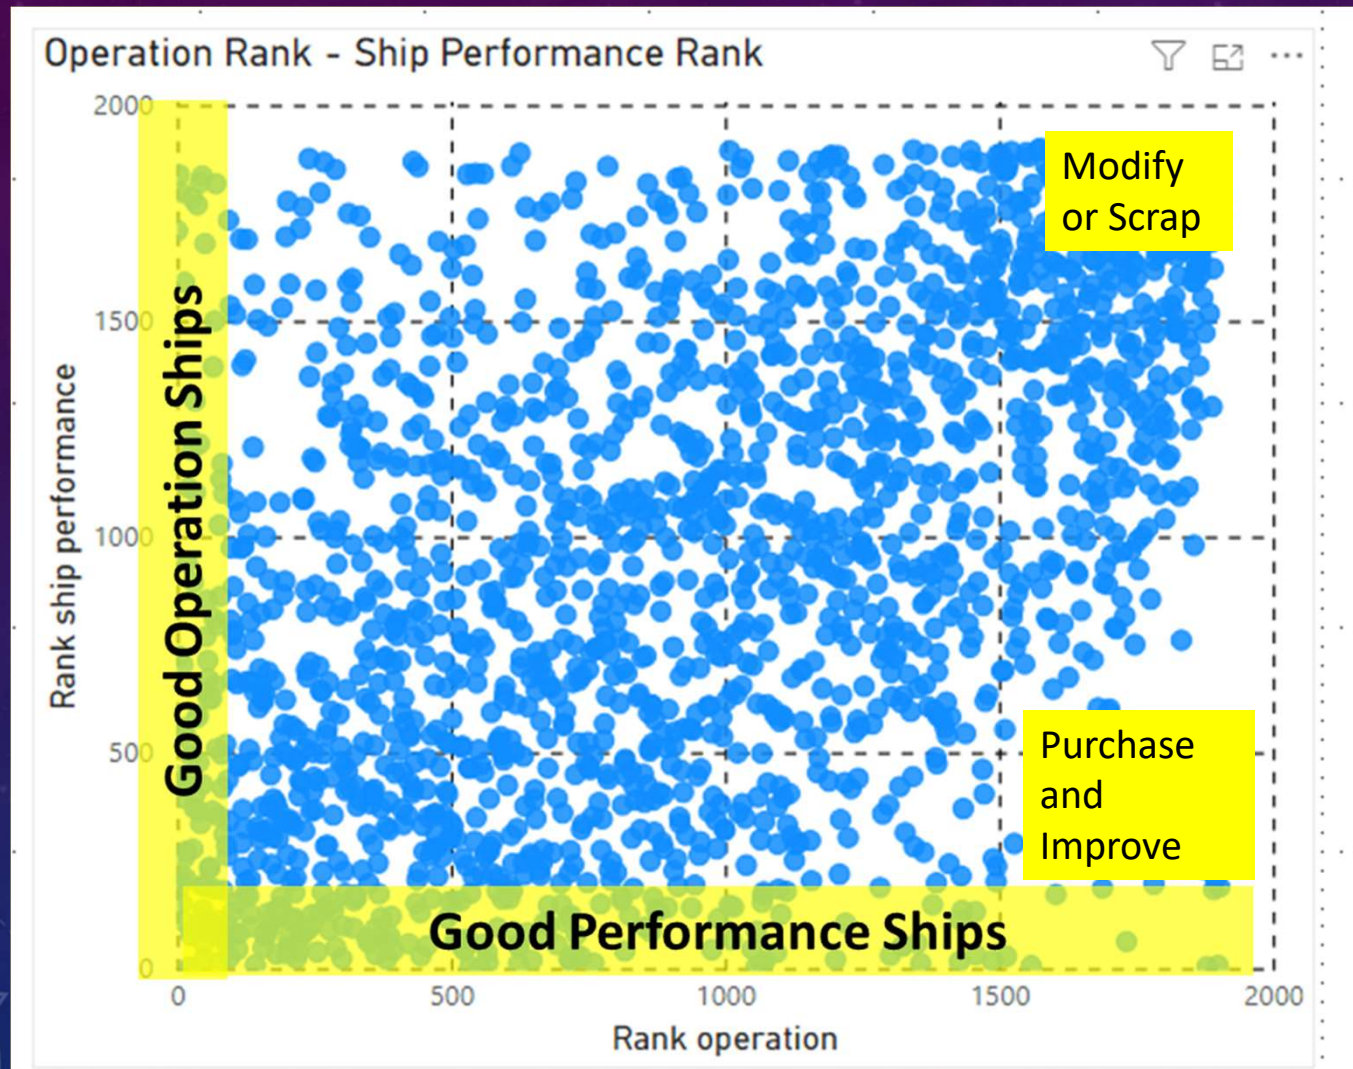 Operation Rank - Ship Performance Rank
2000
1500
1000
500
0
Rank ship performance
Good Operation Ships
Modify
or Scrap
Purchase
and
Improve
Good Performance Ships
0 500 1000 1500 2000
Rank operation